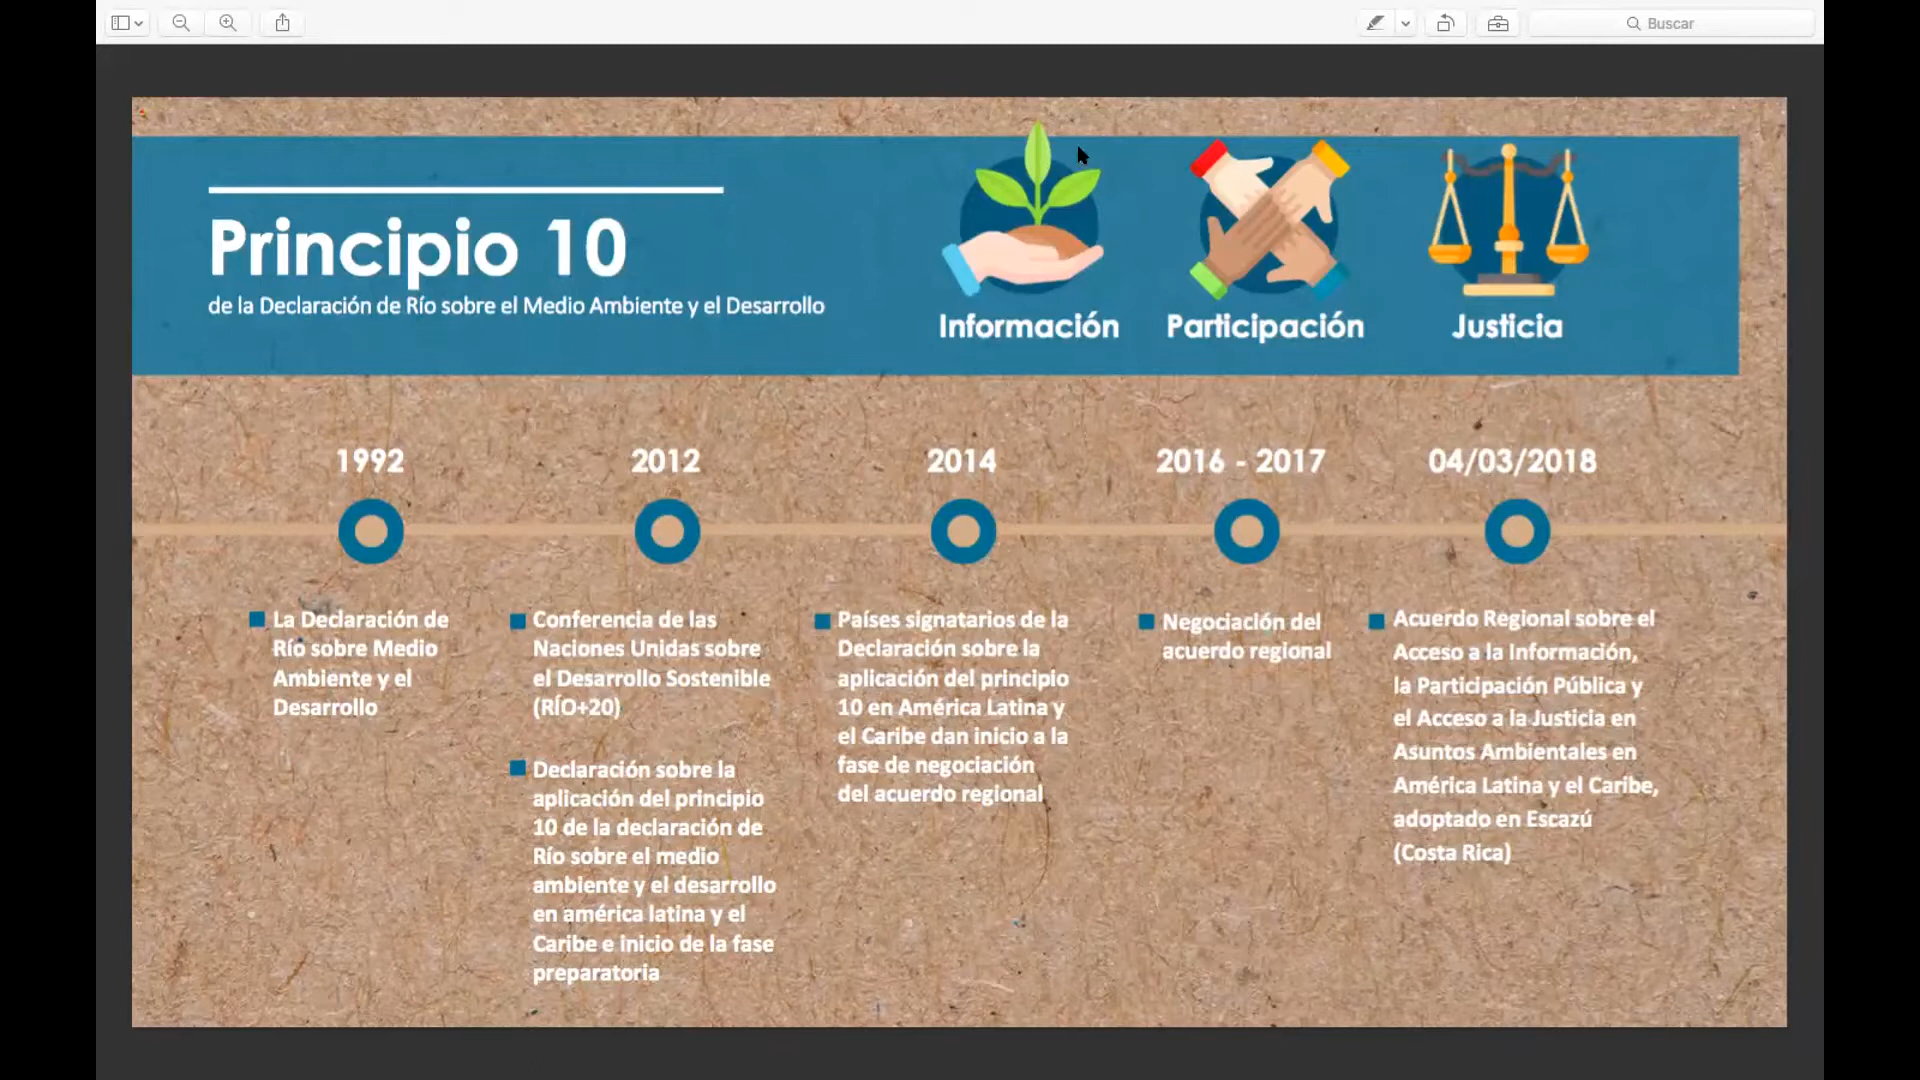 Buscar
Principio 10
de la Declaración de Río sobre el Medio Ambiente y el Desarrollo
Información
Participación
Justicia
1992
2012
2014
2016 - 2017
04/03/2018
La Declaración de
Río sobre Medio
Ambiente y el
Desarrollo
Conferencia de las
Naciones Unidas sobre
el Desarrollo Sostenible
(RÍO+20)
Declaración sobre la
aplicación del principio
10 de la declaración de
Río sobre el medio
ambiente y el desarrollo
en américa latina y el
Caribe e inicio de la fase
preparatoria
Países signatarios de la
Declaración sobre la
aplicación del principio
10 en América Latina y
el Caribe dan inicio a la
fase de negociación
del acuerdo regional
Negociación del
acuerdo regional
Acuerdo Regional sobre el
Acceso a la Información,
la Participación Pública y
el Acceso a la Justicia en
Asuntos Ambientales en
América Latina y el Caribe,
adoptado en Escazú
(Costa Rica)